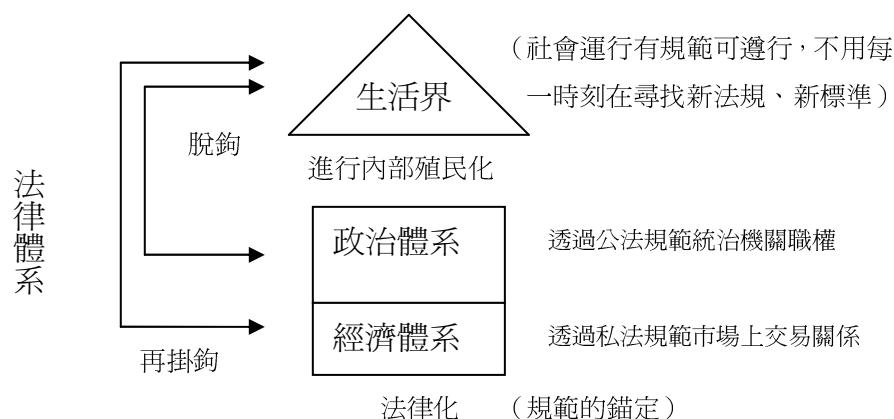 （社會運行有規範可遵行，不用每
一時刻在尋找新法規、新標準）
生活界
脫鉤
進行內部殖民化
法律體系
政治體系
透過公法規範統治機關職權
經濟體系
透過私法規範市場上交易關係
再掛鉤
法律化 （規範的錨定）